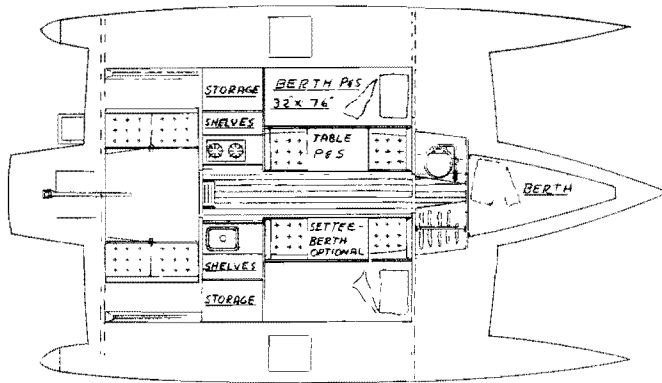 STORAGE
BERTH P&S
32" x 76"
SHELVES
TABLE
P&S
BERTH
SETTEE-
BERTH
OPTIONAL
SHELVES
STORAGE